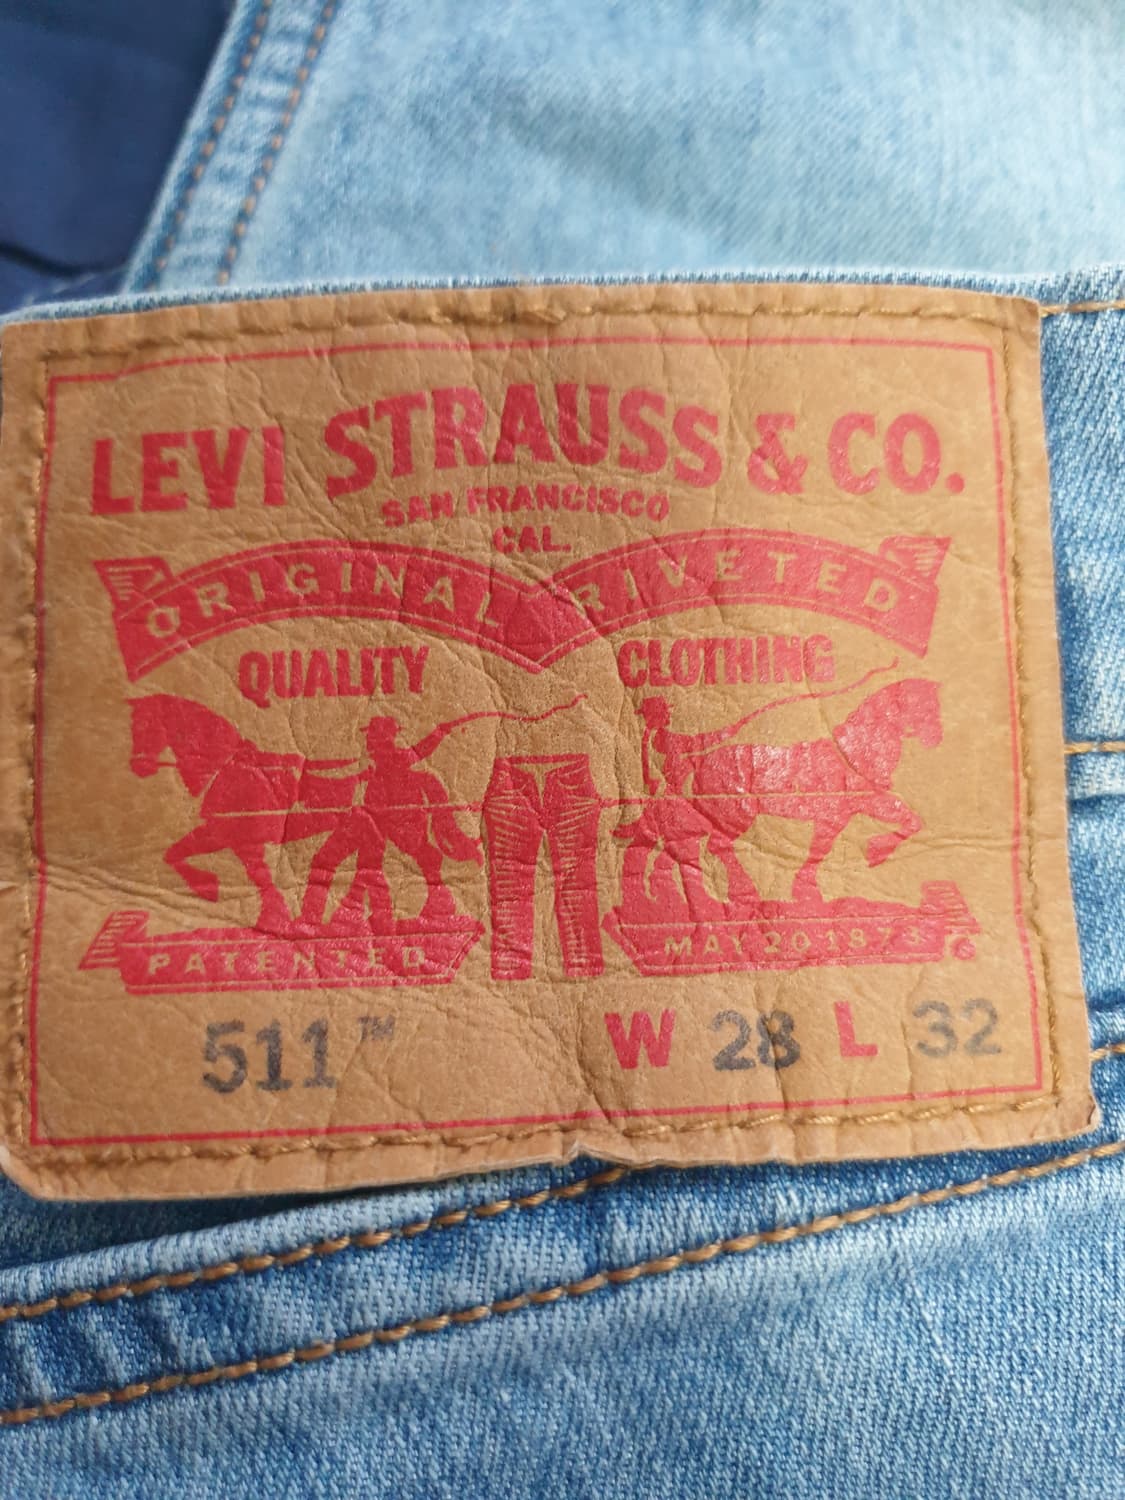 LEVI STRAUSS & CO.
SAN FRANCISCO
CAL.
ORIGINAL RIVETED
QUALITY CLOTHING
PATENTED MAY 20 1873
511™ W 28 L 32